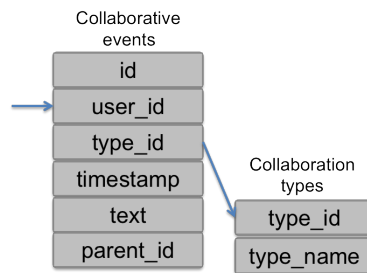 Collaborative
events
id
user_id
type_id
timestamp
text
parent_id
Collaboration
types
type_id
type_name